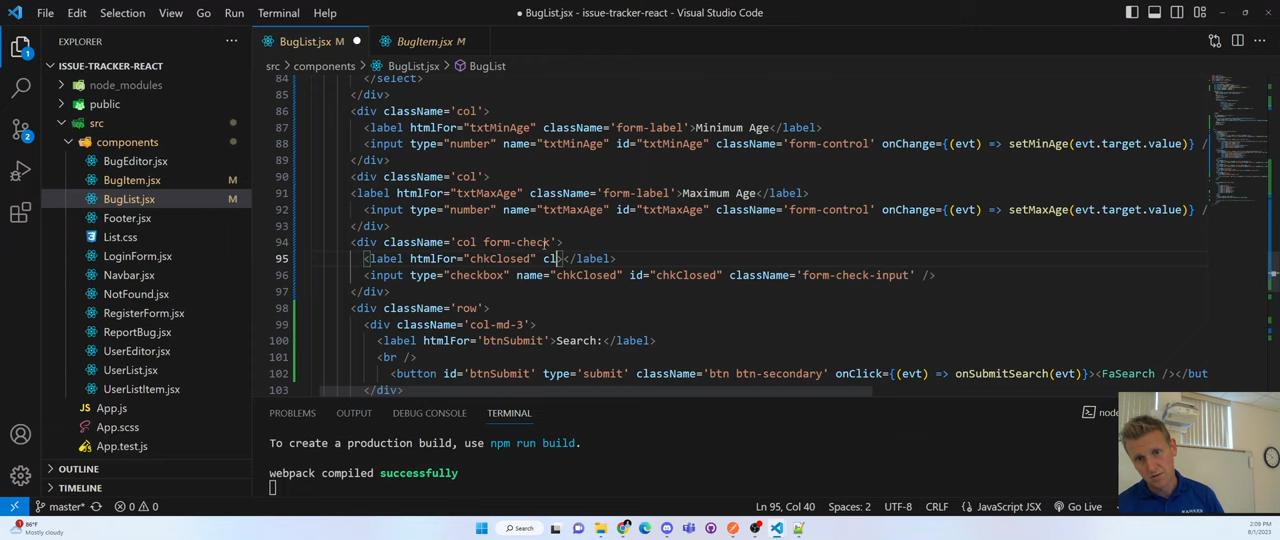 File Edit Selection View Go Run Terminal Help
● BugList.jsx - issue-tracker-react - Visual Studio Code
EXPLORER ···
BugList.jsx M ●
BugItem.jsx M
src > components > BugList.jsx > BugList
ISSUE-TRACKER-REACT
node_modules
public
src
components
BugEditor.jsx
BugItem.jsx M
BugList.jsx M
Footer.jsx
List.css
LoginForm.jsx
Navbar.jsx
NotFound.jsx
RegisterForm.jsx
ReportBug.jsx
UserEditor.jsx
UserList.jsx
UserListItem.jsx
App.js
App.scss
App.test.js
OUTLINE
TIMELINE
1
2
84 </select>
85 </div>
86 <div className='col'>
87 <label htmlFor="txtMinAge" className='form-label'>Minimum Age</label>
88 <input type="number" name="txtMinAge" id="txtMinAge" className='form-control' onChange={(evt) => setMinAge(evt.target.value)} /
89 </div>
90 <div className='col'>
91 <label htmlFor="txtMaxAge" className='form-label'>Maximum Age</label>
92 <input type="number" name="txtMaxAge" id="txtMaxAge" className='form-control' onChange={(evt) => setMaxAge(evt.target.value)} /
93 </div>
94 <div className='col form-check'>
95 <label htmlFor="chkClosed" cl></label>
96 <input type="checkbox" name="chkClosed" id="chkClosed" className='form-check-input' />
97 </div>
98 <div className='row'>
99 <div className='col-md-3'>
100 <label htmlFor='btnSubmit'>Search:</label>
101 <br />
102 <button id='btnSubmit' type='submit' className='btn btn-secondary' onClick={(evt) => onSubmitSearch(evt)}><FaSearch /></but
103 </div>
PROBLEMS OUTPUT DEBUG CONSOLE TERMINAL
node
To create a production build, use npm run build.
webpack compiled successfully
master* 0 0
Ln 95, Col 40 Spaces: 2 UTF-8 CRLF JavaScript JSX Go Live
86°F
Mostly cloudy
Search
2:09 PM
8/1/2023